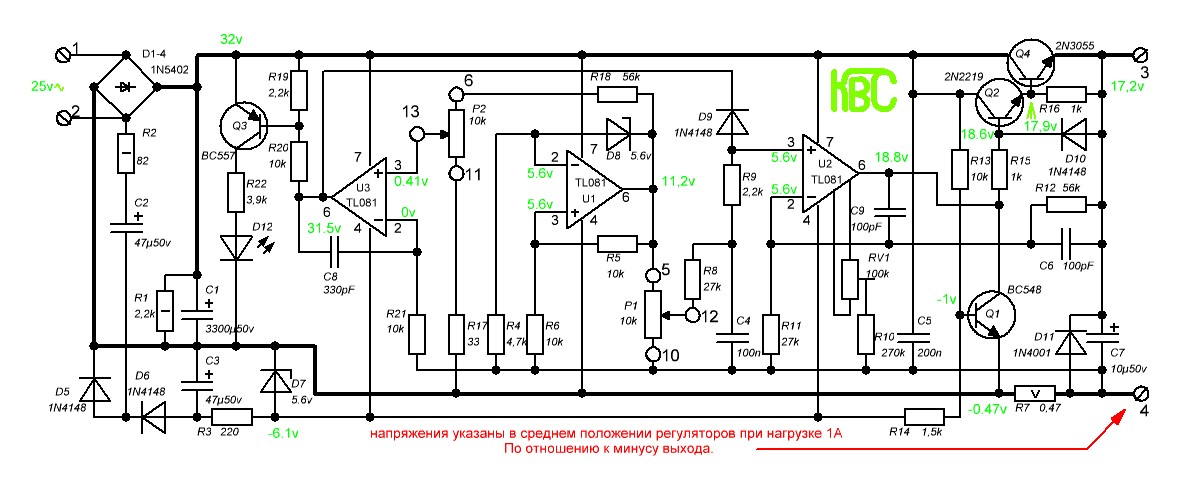 1
D1-4
1N5402
32v
25v~
2
R2
82
C2
47µ50v
R1
2,2k
C1
3300µ50v
C3
47µ50v
D5
1N4148
D6
1N4148
R3 220
-6.1v
D7
5.6v
Q3
BC557
R22
3,9k
D12
R19
2,2k
R20
10k
7
3
U3
TL081
6
4
2
31.5v
0.41v
0v
C8
330pF
R21
10k
13
6
P2
10k
11
R17
33
R4
4,7k
R6
10k
R18 56k
D8
5.6v
7
2
5.6v
TL081
U1
6
5.6v
3
4
11,2v
R5
10k
5
P1
10k
12
10
R8
27k
D9
1N4148
R9
2,2k
C4
100n
КВС
7
3
5.6v
U2
TL081
6
5.6v
2
4
18.8v
C9
100pF
RV1
100k
R11
27k
R10
270k
C5
200n
Q4
2N3055
2N2219
Q2
18.6v
17,9v
R16
1k
3
17,2v
D10
1N4148
R13
10k
R15
1k
R12 56k
C6 100pF
BC548
-1v
Q1
D11
1N4001
C7
10µ50v
-0.47v
R7 0,47
V
4
R14 1,5k
напряжения указаны в среднем положении регуляторов при нагрузке 1А
По отношению к минусу выхода.